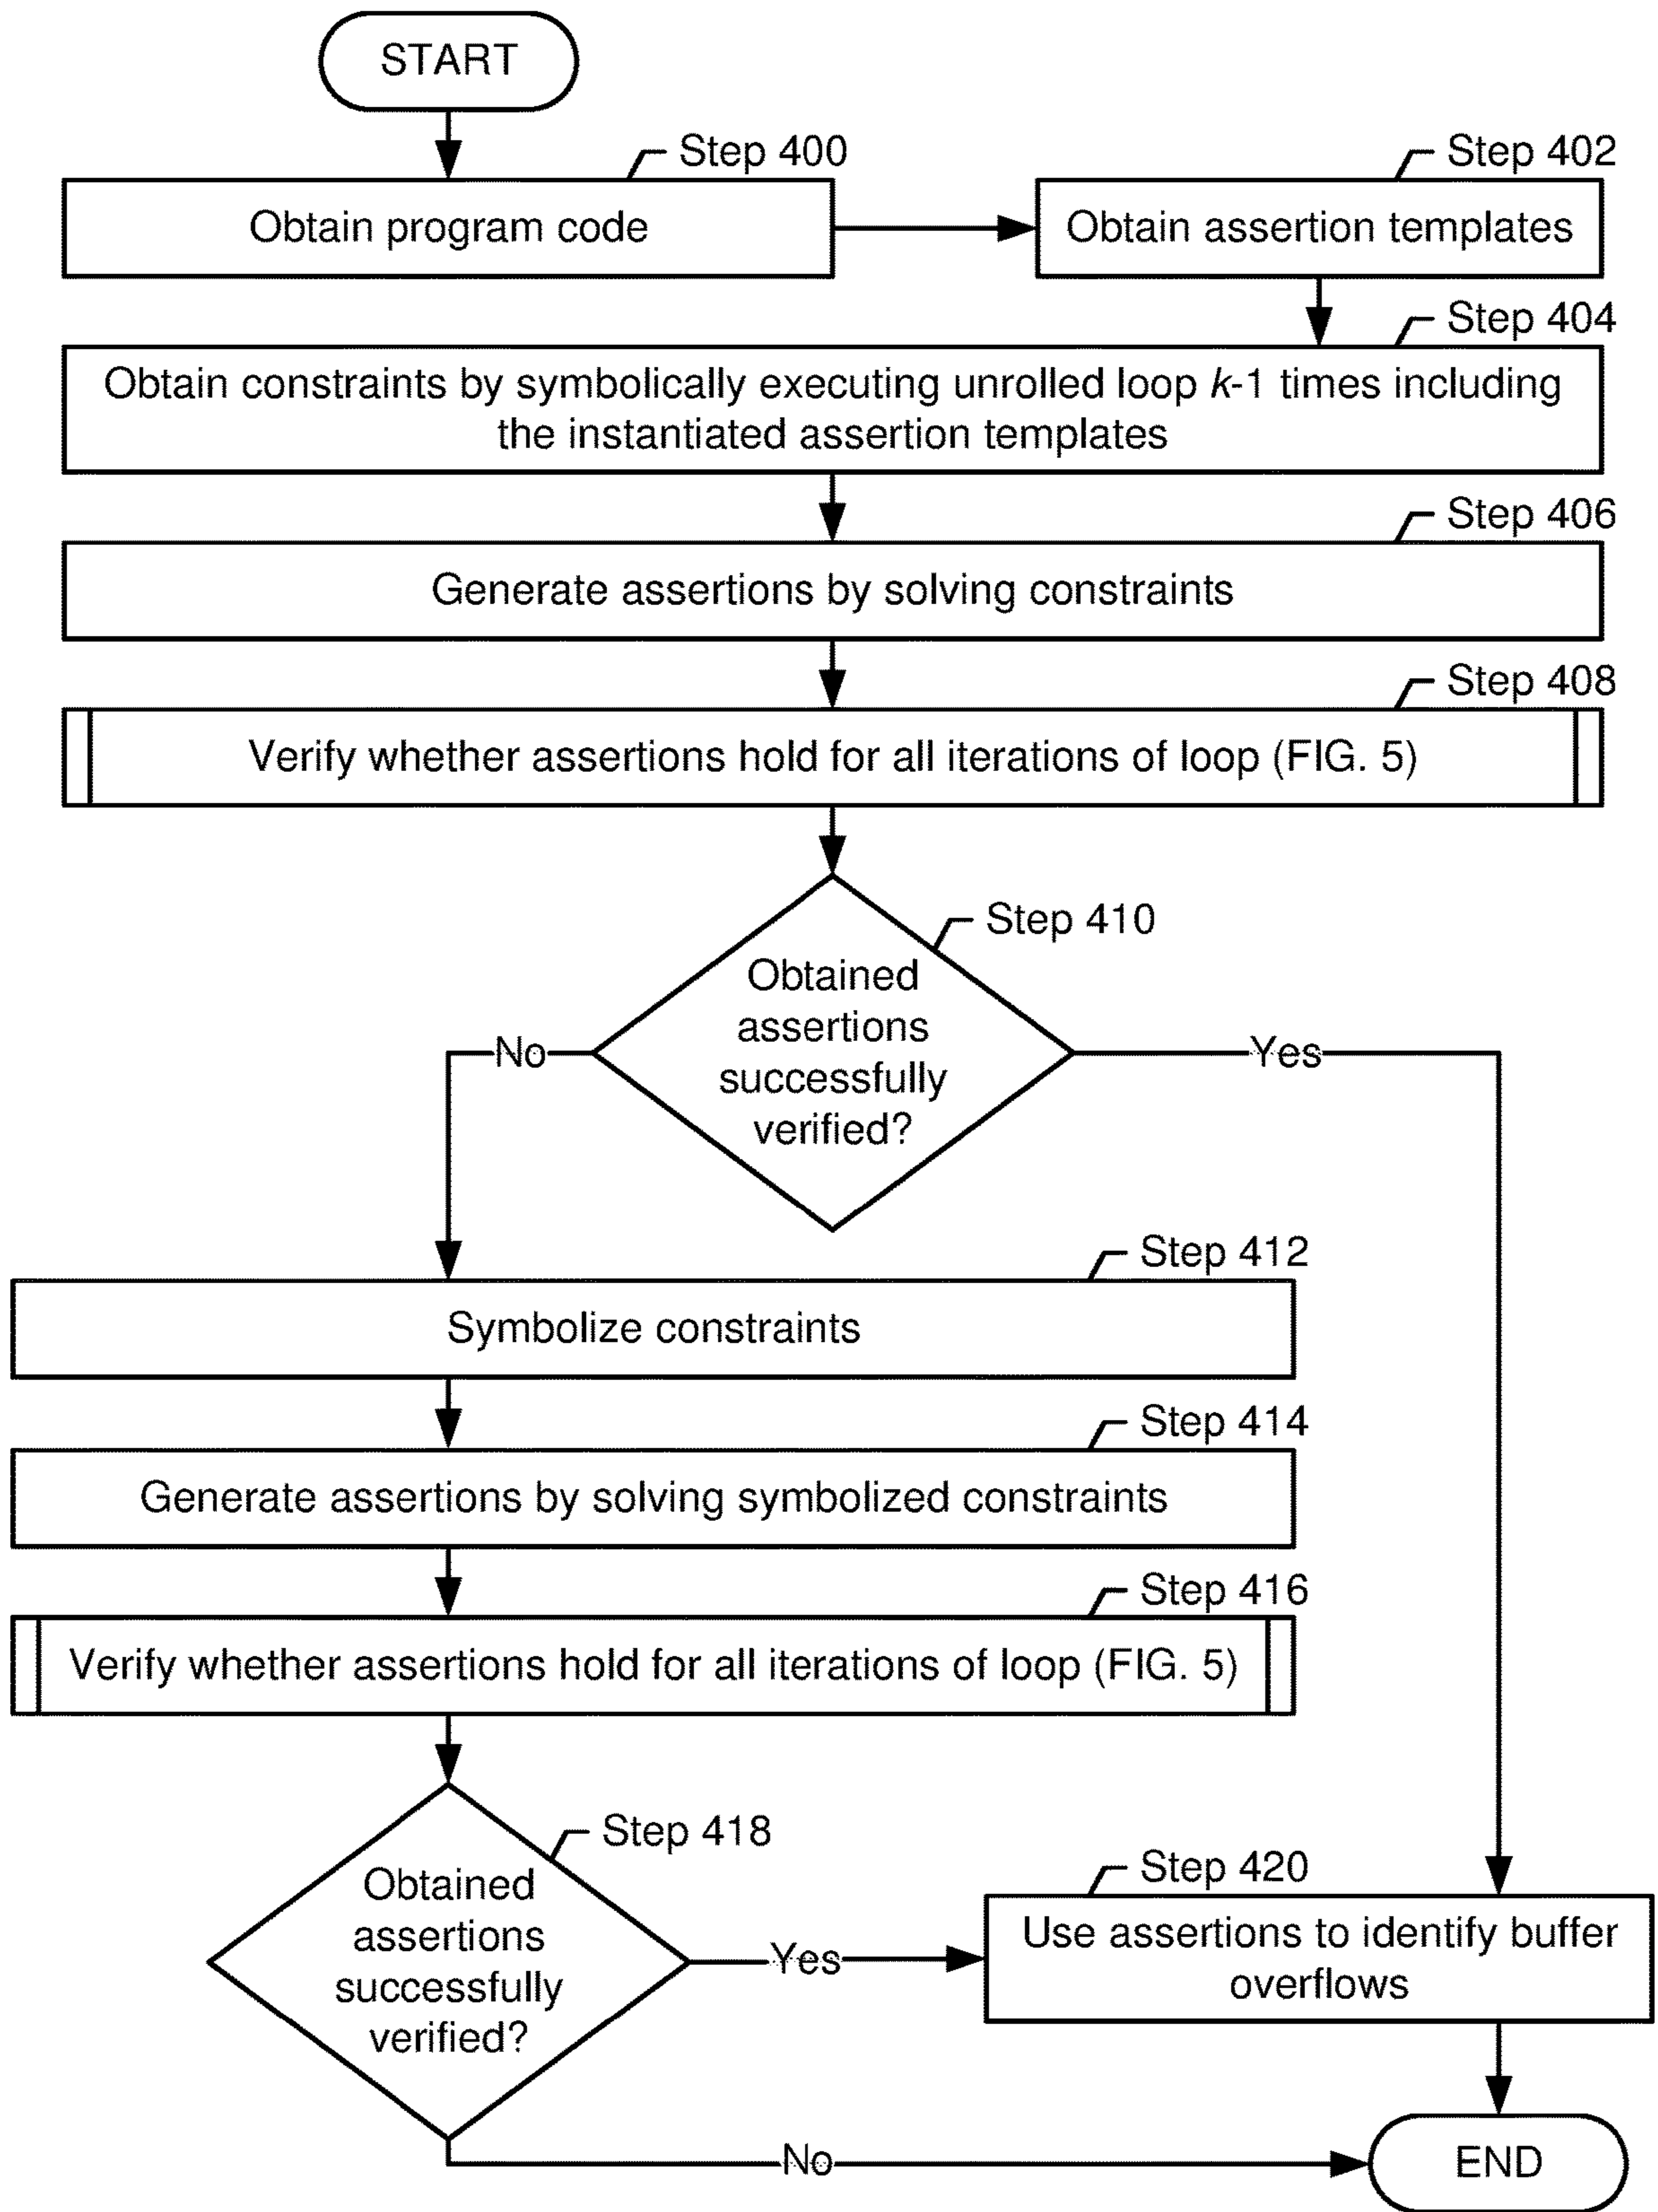 START
Step 400
Obtain program code
Step 402
Obtain assertion templates
Step 404
Obtain constraints by symbolically executing unrolled loop k-1 times including
the instantiated assertion templates
Step 406
Generate assertions by solving constraints
Step 408
Verify whether assertions hold for all iterations of loop (FIG. 5)
Step 410
Obtained
assertions
successfully
verified?
No
Yes
Step 412
Symbolize constraints
Step 414
Generate assertions by solving symbolized constraints
Step 416
Verify whether assertions hold for all iterations of loop (FIG. 5)
Step 418
Obtained
assertions
successfully
verified?
Yes
Step 420
Use assertions to identify buffer
overflows
No
END